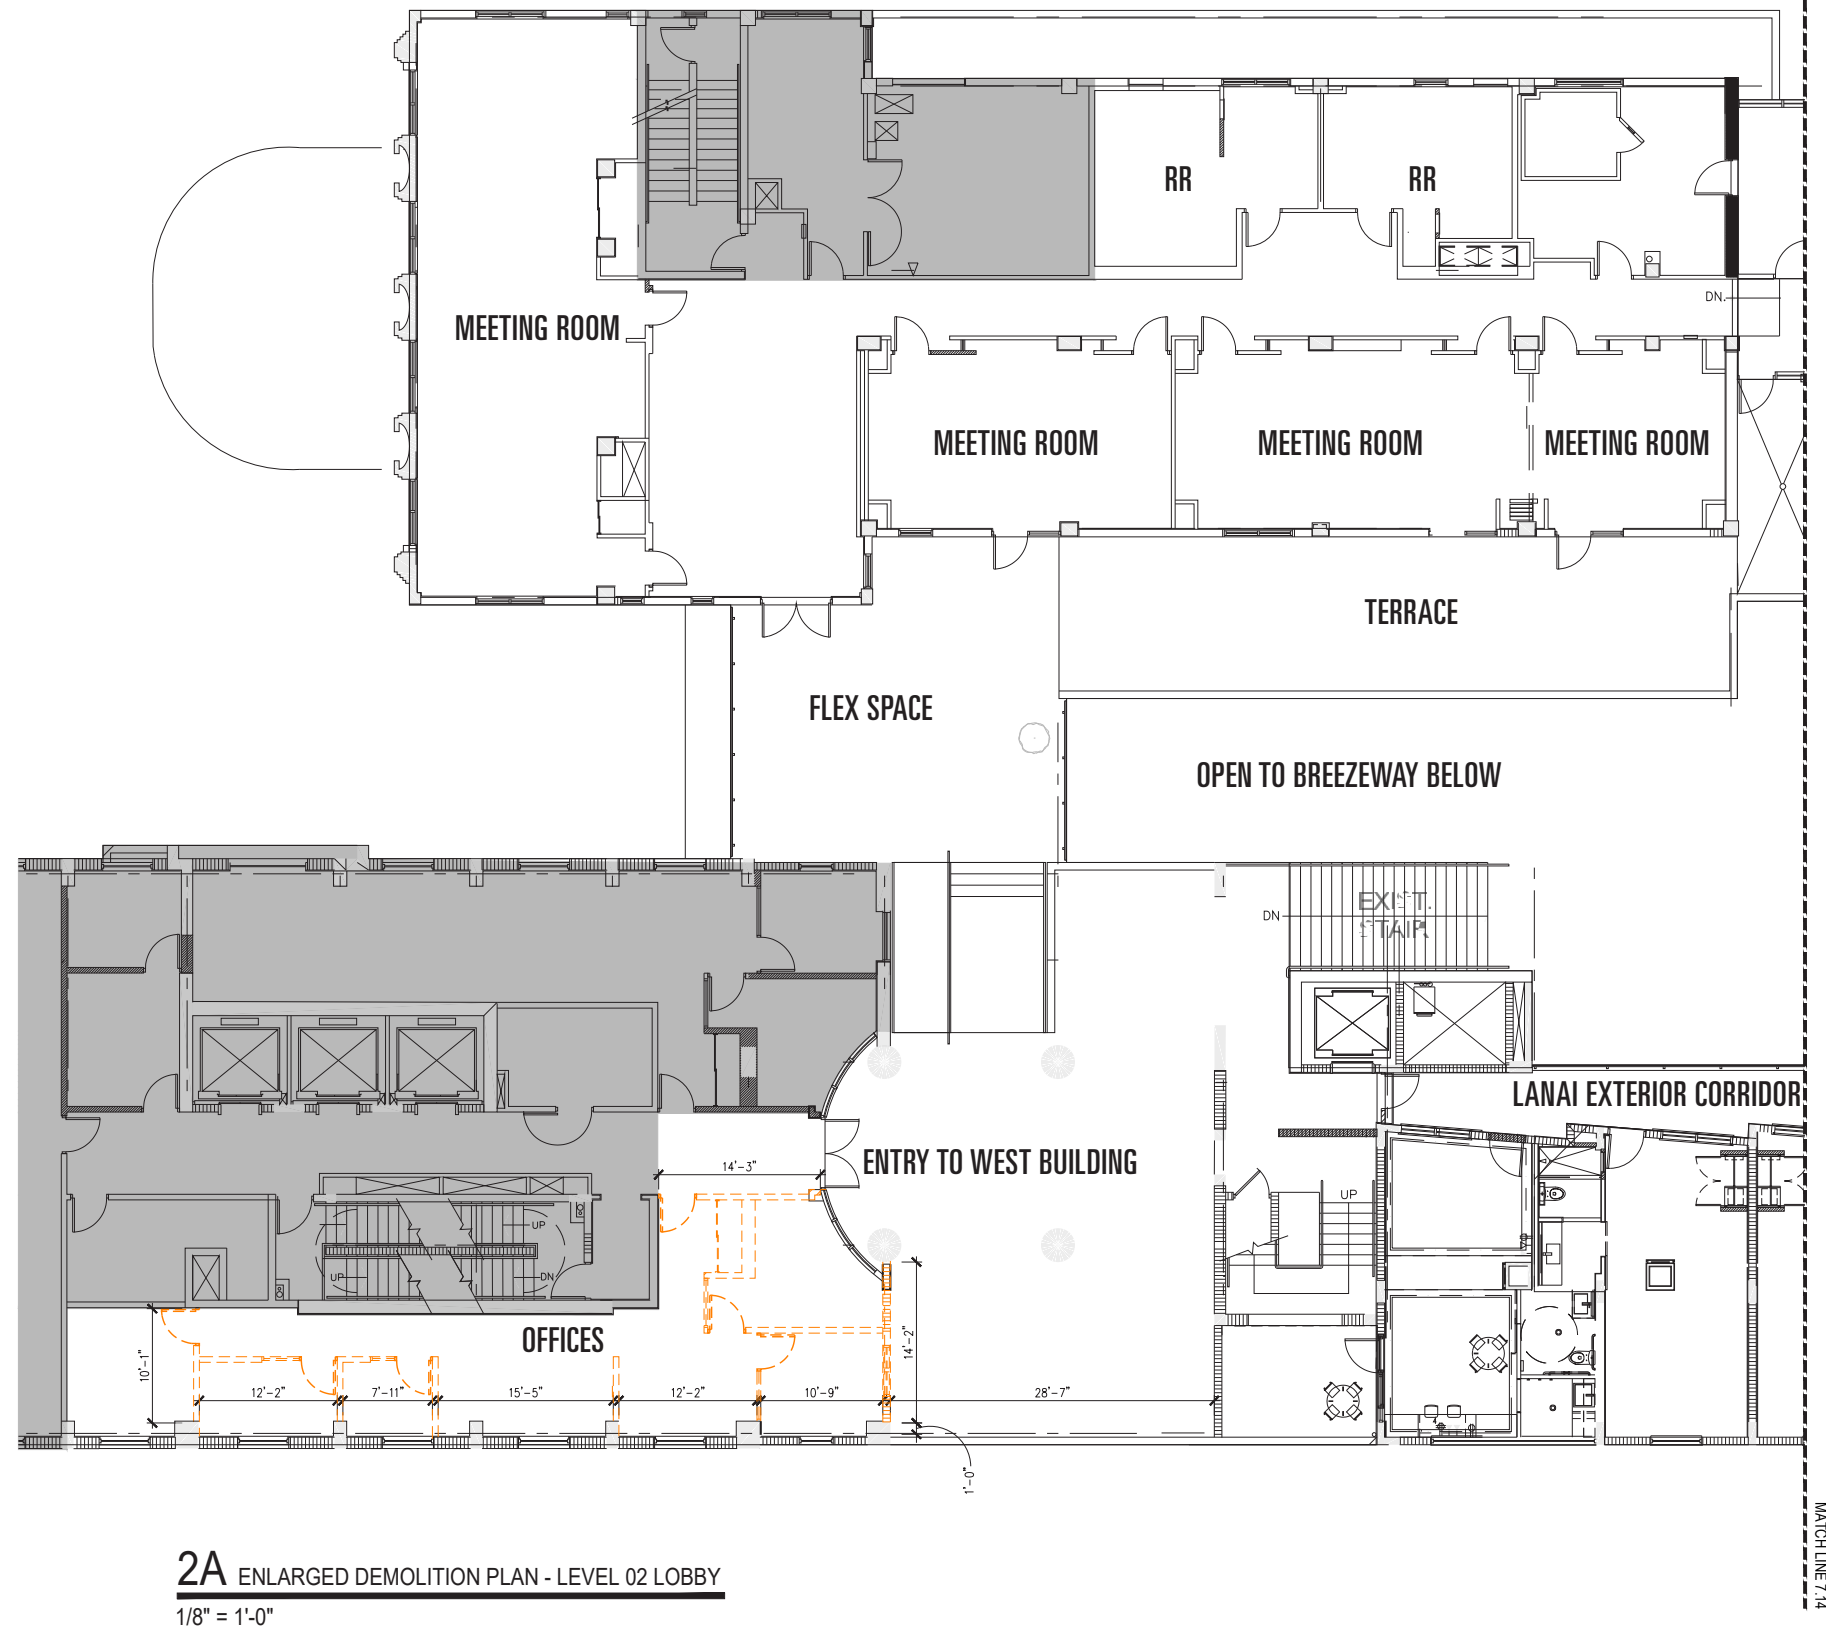 RR
RR
DN.
MEETING ROOM
MEETING ROOM
MEETING ROOM
MEETING ROOM
TERRACE
FLEX SPACE
OPEN TO BREEZEWAY BELOW
DN
EXIST.
STAIR
LANAI EXTERIOR CORRIDOR
14'-3"
ENTRY TO WEST BUILDING
UP
UP
UP
DN
OFFICES
10'-1"
14'-2"
12'-2"
7'-11"
15'-5"
12'-2"
10'-9"
28'-7"
1'-0"
2A ENLARGED DEMOLITION PLAN - LEVEL 02 LOBBY
1/8" = 1'-0"
MATCH LINE 7.14